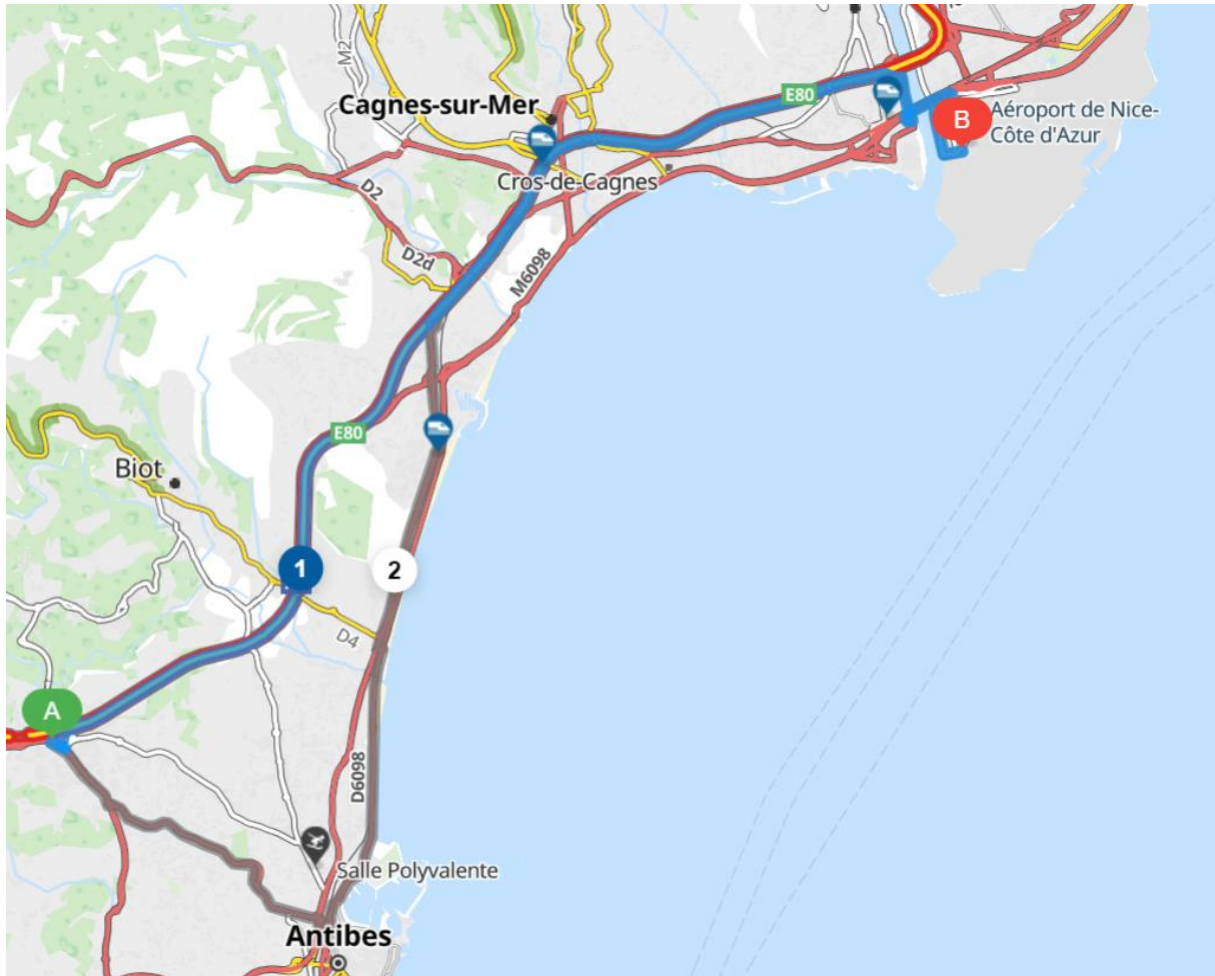 M2
Cagnes-sur-Mer
E80
B
Aéroport de Nice-
Côte d'Azur
Cros-de-Cagnes
D2
D2d
M6098
E80
Biot
1
2
D4
A
D6098
Salle Polyvalente
Antibes